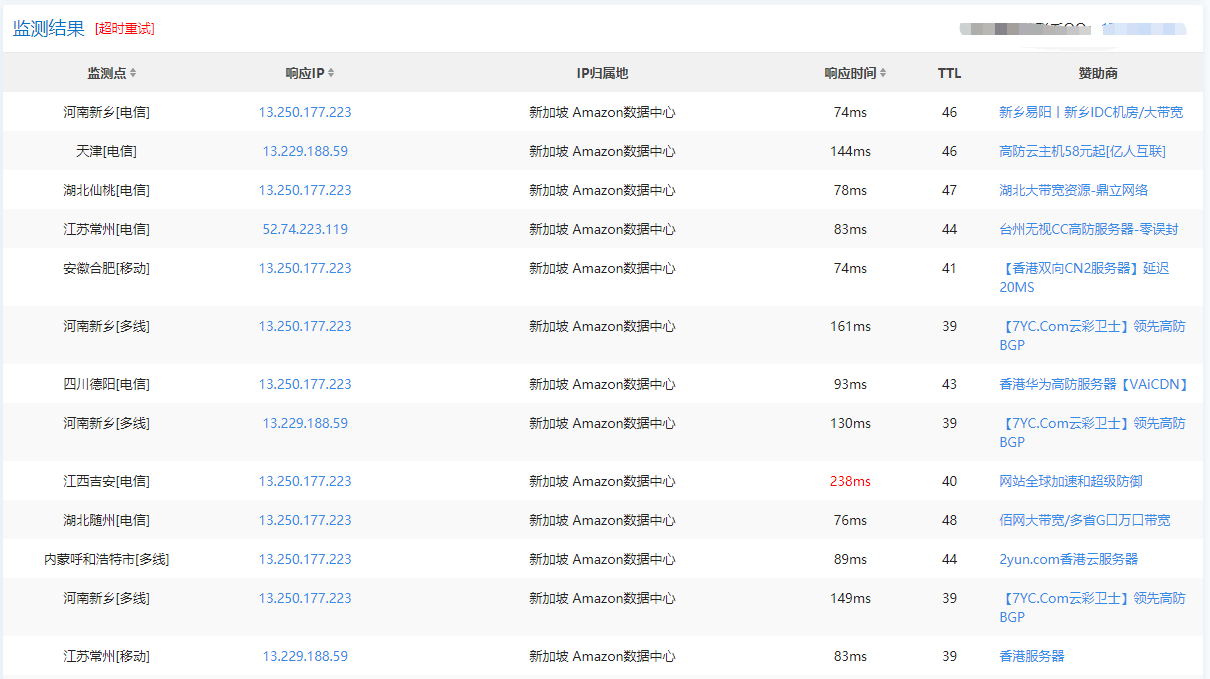 监测结果 [超时重试]
监测点 响应IP IP归属地 响应时间 TTL 赞助商
河南新乡[电信] 13.250.177.223 新加坡 Amazon数据中心 74ms 46 新乡易阳丨新乡IDC机房/大带宽
天津[电信] 13.229.188.59 新加坡 Amazon数据中心 144ms 46 高防云主机58元起[亿人互联]
湖北仙桃[电信] 13.250.177.223 新加坡 Amazon数据中心 78ms 47 湖北大带宽资源-鼎立网络
江苏常州[电信] 52.74.223.119 新加坡 Amazon数据中心 83ms 44 台州无视CC高防服务器-零误封
安徽合肥[移动] 13.250.177.223 新加坡 Amazon数据中心 74ms 41 【香港双向CN2服务器】延迟
20MS
河南新乡[多线] 13.250.177.223 新加坡 Amazon数据中心 161ms 39 【7YC.Com云彩卫士】领先高防
BGP
四川德阳[电信] 13.250.177.223 新加坡 Amazon数据中心 93ms 43 香港华为高防服务器【VAiCDN】
河南新乡[多线] 13.229.188.59 新加坡 Amazon数据中心 130ms 39 【7YC.Com云彩卫士】领先高防
BGP
江西吉安[电信] 13.250.177.223 新加坡 Amazon数据中心 238ms 40 网站全球加速和超级防御
湖北随州[电信] 13.250.177.223 新加坡 Amazon数据中心 76ms 48 佰网大带宽/多省G口万口带宽
内蒙呼和浩特市[多线] 13.250.177.223 新加坡 Amazon数据中心 89ms 44 2yun.com香港云服务器
河南新乡[多线] 13.250.177.223 新加坡 Amazon数据中心 149ms 39 【7YC.Com云彩卫士】领先高防
BGP
江苏常州[移动] 13.229.188.59 新加坡 Amazon数据中心 83ms 39 香港服务器